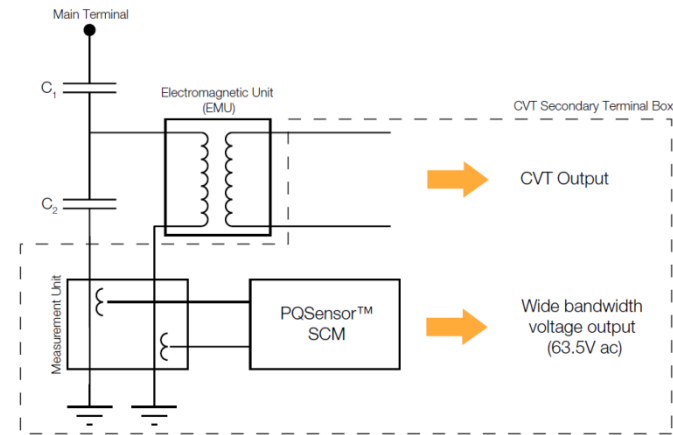 Main Terminal
C1
Electromagnetic Unit
(EMU)
CVT Secondary Terminal Box
CVT Output
C2
Measurement Unit
PQSensor™
SCM
Wide bandwidth
voltage output
(63.5V ac)